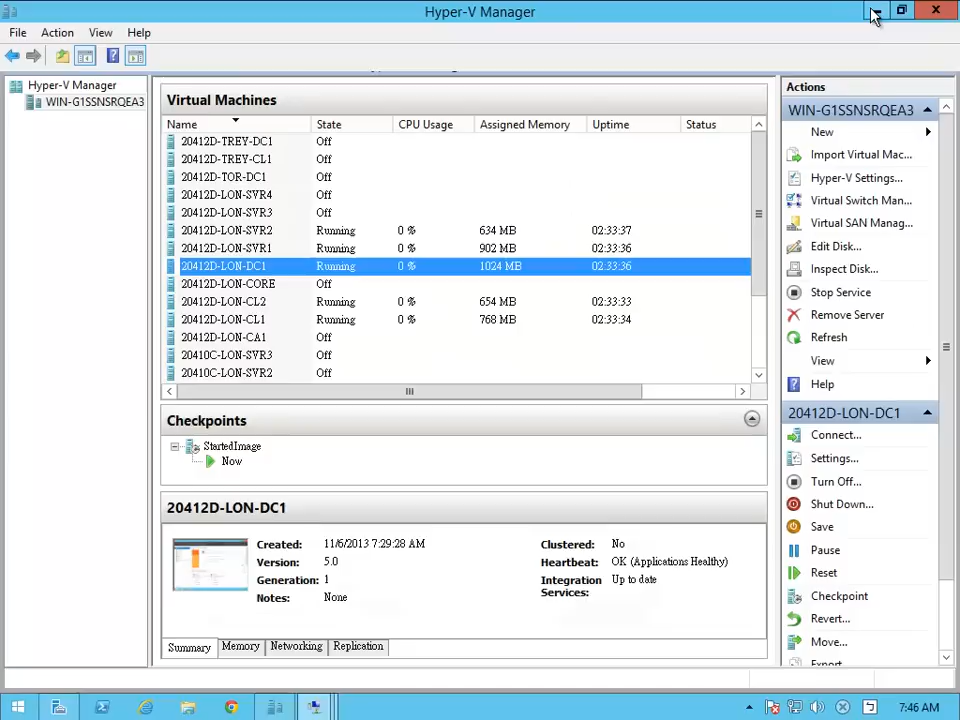 Hyper-V Manager
File Action View Help
Hyper-V Manager
WIN-G1SSNSRQEA3
Virtual Machines
Name State CPU Usage Assigned Memory Uptime Status
20412D-TREY-DC1 Off
20412D-TREY-CL1 Off
20412D-TOR-DC1 Off
20412D-LON-SVR4 Off
20412D-LON-SVR3 Off
20412D-LON-SVR2 Running 0 % 634 MB 02:33:37
20412D-LON-SVR1 Running 0 % 902 MB 02:33:36
20412D-LON-DC1 Running 0 % 1024 MB 02:33:36
20412D-LON-CORE Off
20412D-LON-CL2 Running 0 % 654 MB 02:33:33
20412D-LON-CL1 Running 0 % 768 MB 02:33:34
20412D-LON-CA1 Off
20410C-LON-SVR3 Off
20410C-LON-SVR2 Off
Checkpoints
StartedImage
Now
20412D-LON-DC1
Created: 11/6/2013 7:29:28 AM Clustered: No
Version: 5.0 Heartbeat: OK (Applications Healthy)
Generation: 1 Integration Services: Up to date
Notes: None
Summary Memory Networking Replication
Actions
WIN-G1SSNSRQEA3
New
Import Virtual Mac...
Hyper-V Settings...
Virtual Switch Man...
Virtual SAN Manag...
Edit Disk...
Inspect Disk...
Stop Service
Remove Server
Refresh
View
Help
20412D-LON-DC1
Connect...
Settings...
Turn Off...
Shut Down...
Save
Pause
Reset
Checkpoint
Revert...
Move...
7:46 AM